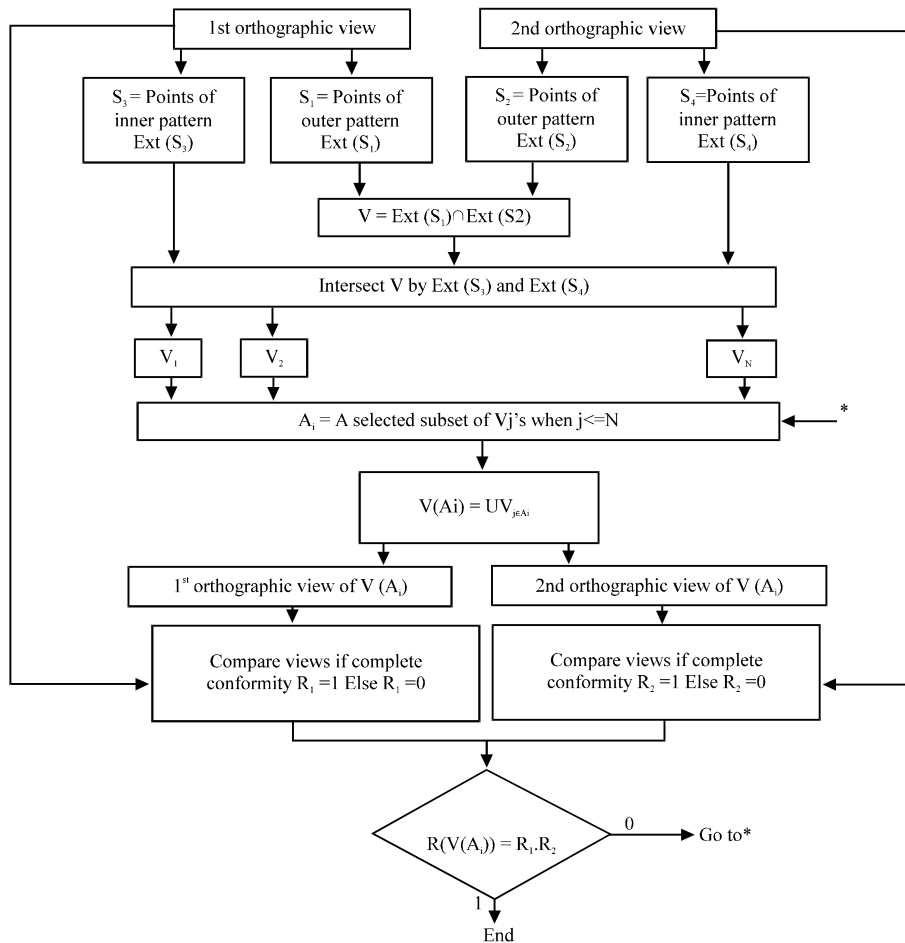 1st orthographic view
2nd orthographic view
S₃ = Points of
inner pattern
Ext (S₃)
S₁ = Points of
outer pattern
Ext (S₁)
S₂ = Points of
outer pattern
Ext (S₂)
S₄=Points of
inner pattern
Ext (S₄)
V = Ext (S₁)∩Ext (S2)
Intersect V by Ext (S₃) and Ext (S₄)
V₁
V₂
V_N
Aᵢ = A selected subset of Vj's when j<=N
*
V(Ai) = UV_j∈Ai
1ˢᵗ orthographic view of V (Aᵢ)
2nd orthographic view of V (Aᵢ)
Compare views if complete
conformity R₁ =1 Else R₁ =0
Compare views if complete
conformity R₂ =1 Else R₂ =0
R(V(Aᵢ)) = R₁.R₂
0
Go to*
1
End